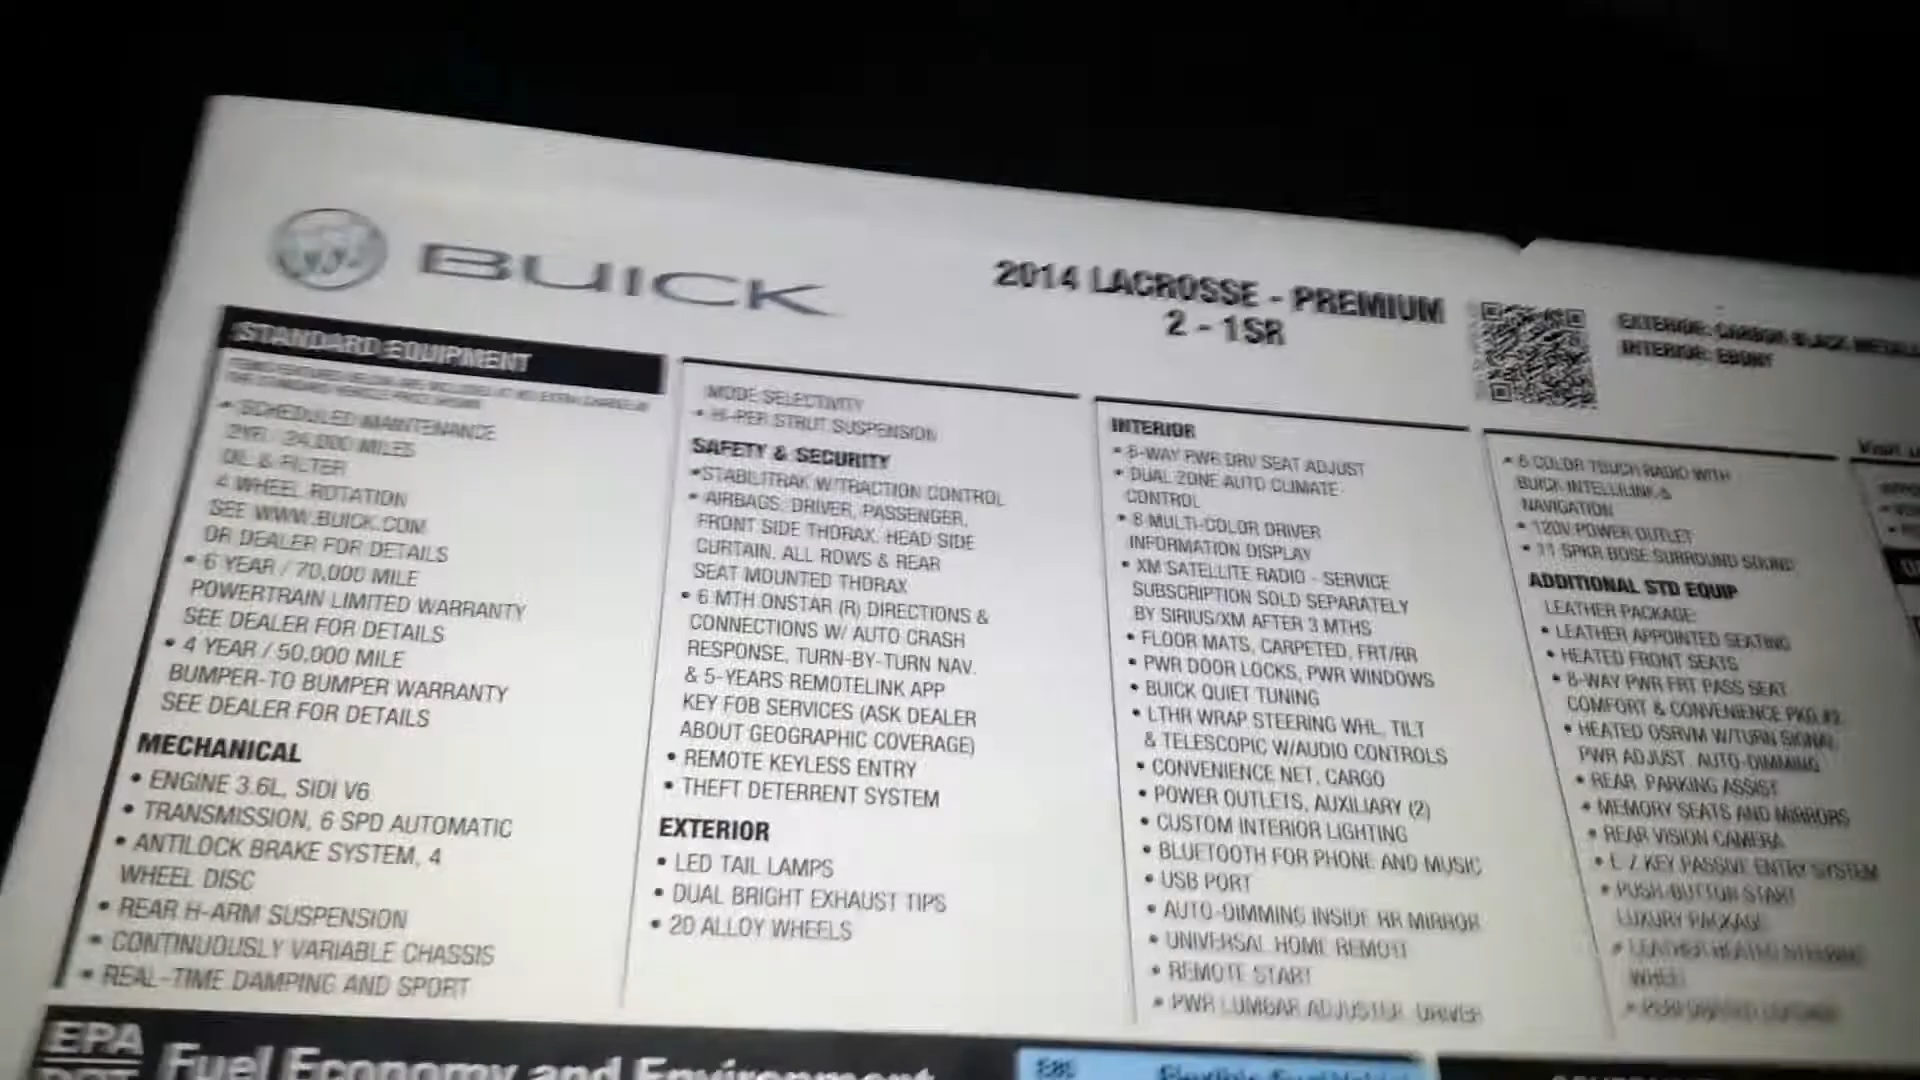 BUICK
2014 LACROSSE - PREMIUM
2 - 1SR
EXTERIOR: CARBON BLACK
INTERIOR: EBONY
STANDARD EQUIPMENT
• SCHEDULED MAINTENANCE
2YR / 24,000 MILES
OIL & FILTER
4 WHEEL ROTATION
SEE WWW.BUICK.COM
OR DEALER FOR DETAILS
• 6 YEAR / 70,000 MILE
POWERTRAIN LIMITED WARRANTY
SEE DEALER FOR DETAILS
• 4 YEAR / 50,000 MILE
BUMPER-TO BUMPER WARRANTY
SEE DEALER FOR DETAILS
MECHANICAL
• ENGINE 3.6L, SIDI V6
• TRANSMISSION, 6 SPD AUTOMATIC
• ANTILOCK BRAKE SYSTEM, 4
WHEEL DISC
• REAR H-ARM SUSPENSION
• CONTINUOUSLY VARIABLE CHASSIS
• REAL-TIME DAMPING AND SPORT
MODE SELECTIVITY
• HI-PER STRUT SUSPENSION
SAFETY & SECURITY
• STABILITRAK W/TRACTION CONTROL
• AIRBAGS, DRIVER, PASSENGER,
FRONT SIDE THORAX, HEAD SIDE
CURTAIN, ALL ROWS & REAR
SEAT MOUNTED THORAX
• 6 MTH ONSTAR (R) DIRECTIONS &
CONNECTIONS W/ AUTO CRASH
RESPONSE, TURN-BY-TURN NAV.
& 5-YEARS REMOTELINK APP
KEY FOB SERVICES (ASK DEALER
ABOUT GEOGRAPHIC COVERAGE)
• REMOTE KEYLESS ENTRY
• THEFT DETERRENT SYSTEM
EXTERIOR
• LED TAIL LAMPS
• DUAL BRIGHT EXHAUST TIPS
• 20 ALLOY WHEELS
INTERIOR
• 8-WAY PWR DRV SEAT ADJUST
• DUAL ZONE AUTO CLIMATE
CONTROL
• 8 MULTI-COLOR DRIVER
INFORMATION DISPLAY
• XM SATELLITE RADIO - SERVICE
SUBSCRIPTION SOLD SEPARATELY
BY SIRIUS/XM AFTER 3 MTHS
• FLOOR MATS, CARPETED, FRT/RR
• PWR DOOR LOCKS, PWR WINDOWS
• BUICK QUIET TUNING
• LTHR WRAP STEERING WHL, TILT
& TELESCOPIC W/AUDIO CONTROLS
• CONVENIENCE NET, CARGO
• POWER OUTLETS, AUXILIARY (2)
• CUSTOM INTERIOR LIGHTING
• BLUETOOTH FOR PHONE AND MUSIC
• USB PORT
• AUTO-DIMMING INSIDE RR MIRROR
• UNIVERSAL HOME REMOTE
• REMOTE START
• PWR LUMBAR ADJUSTER, DRIVER
COLOR TOUCH RADIO WITH
BUICK INTELLILINK &
NAVIGATION
• 120V POWER OUTLET
• 11 SPKR BOSE SURROUND SOUND
ADDITIONAL STD EQUIP
LEATHER PACKAGE:
• LEATHER APPOINTED SEATING
• HEATED FRONT SEATS
• 8-WAY PWR FRT PASS SEAT
COMFORT & CONVENIENCE PKG #2
• HEATED OSRVM W/TURN SIGNAL,
PWR ADJUST, AUTO-DIMMING
• REAR PARKING ASSIST
• MEMORY SEATS AND MIRRORS
• REAR VISION CAMERA
• E Z KEY PASSIVE ENTRY SYSTEM
• PUSH-BUTTON START
LUXURY PACKAGE
• LEATHER HEATED STEERING
WHEEL
Visit
EPA
DOT
Fuel Economy and Environment
E85